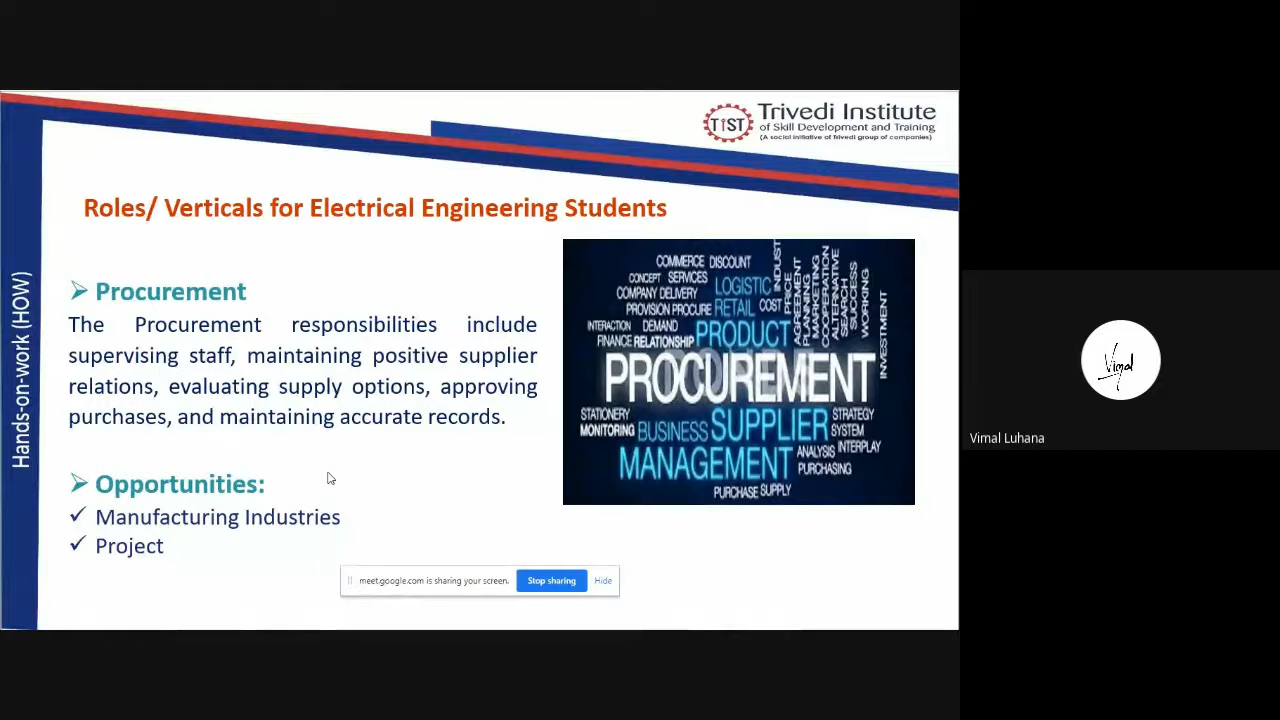 TiST
Trivedi Institute
of Skill Development and Training
(A social initiative of Trivedi group of companies)
Hands-on-work (HOW)
Roles/ Verticals for Electrical Engineering Students
Procurement
The Procurement responsibilities include
supervising staff, maintaining positive supplier
relations, evaluating supply options, approving
purchases, and maintaining accurate records.
Opportunities:
Manufacturing Industries
Project
COMMERCE DISCOUNT
CONCEPT SERVICES
LOGISTIC
COMPANY DELIVERY
PROVISION PROCURE RETAIL COST
INTERACTION DEMAND
FINANCE RELATIONSHIP PRODUCT
PRICE
AGREEMENT
PLANNING
MARKETING
COOPERATION
ALTERNATIVE
SEARCH
SUCCESS
WORKING
INVESTMENT
PROCUREMENT
STATIONERY
MONITORING BUSINESS SUPPLIER
STRATEGY
SYSTEM
MANAGEMENT
ANALYSIS INTERPLAY
PURCHASING
PURCHASE SUPPLY
meet.google.com is sharing your screen. Stop sharing Hide
Vimal
Vimal Luhana